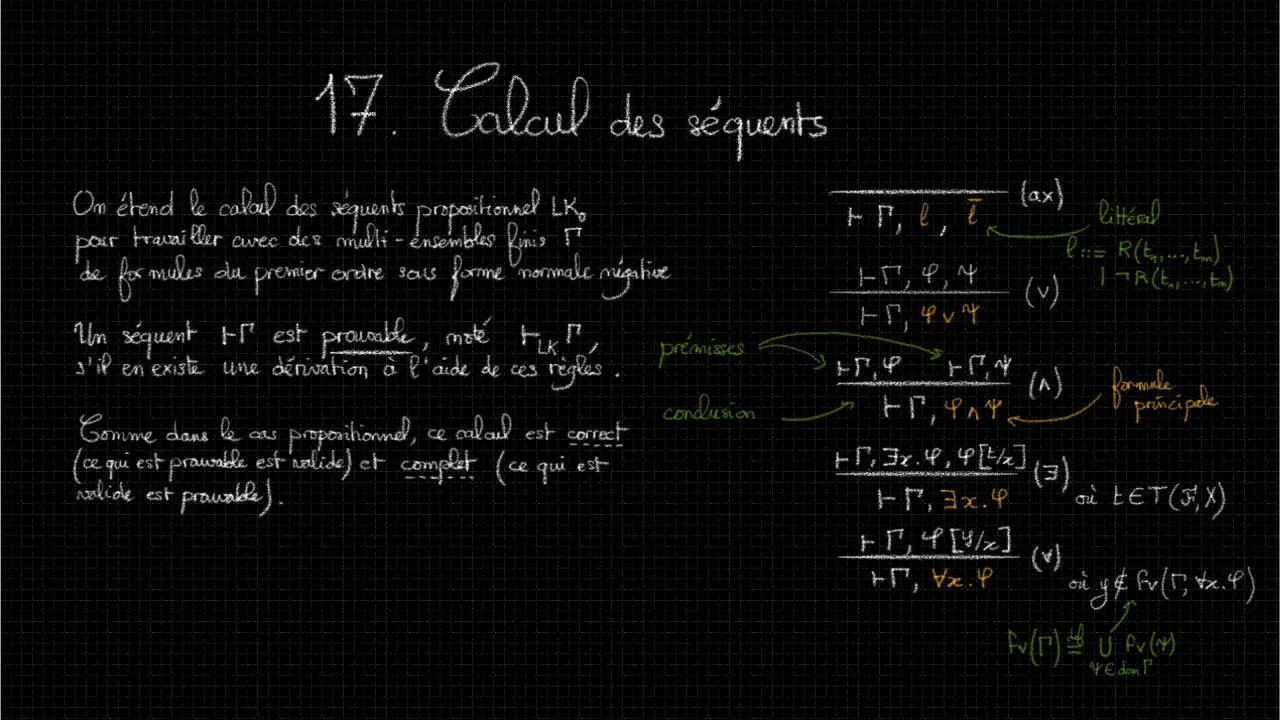 17. Calcul des séquents
On étend le calcul des séquents propositionnel LK₀
pour travailler avec des multi-ensembles finis Γ
de formules du premier ordre sous forme normale négative
Un séquent ⊢Γ est prouvable, noté ⊢LK Γ,
s'il en existe une dérivation à l'aide de ces règles.
Comme dans le cas propositionnel, ce calcul est correct
(ce qui est prouvable est valide) et complet (ce qui est
valide est prouvable).
(ax)
⊢ Γ, l, l̄
littéral
l ::= R(t₁,...,tₘ)
| ¬R(t₁,...,tₘ)
⊢ Γ, φ, ψ
(∨)
⊢ Γ, φ ∨ ψ
prémisses
⊢ Γ, φ ⊢ Γ, ψ
(∧)
⊢ Γ, φ ∧ ψ
conclusion
formule
principale
⊢ Γ, ∃x.φ, φ[t/x]
(∃)
⊢ Γ, ∃x.φ
où t ∈ T(F, X)
⊢ Γ, φ[y/x]
(∀)
⊢ Γ, ∀x.φ
où y ∉ fv(Γ, ∀x.φ)
fv(Γ) ≝ ∪ fv(ψ)
ψ ∈ dom Γ